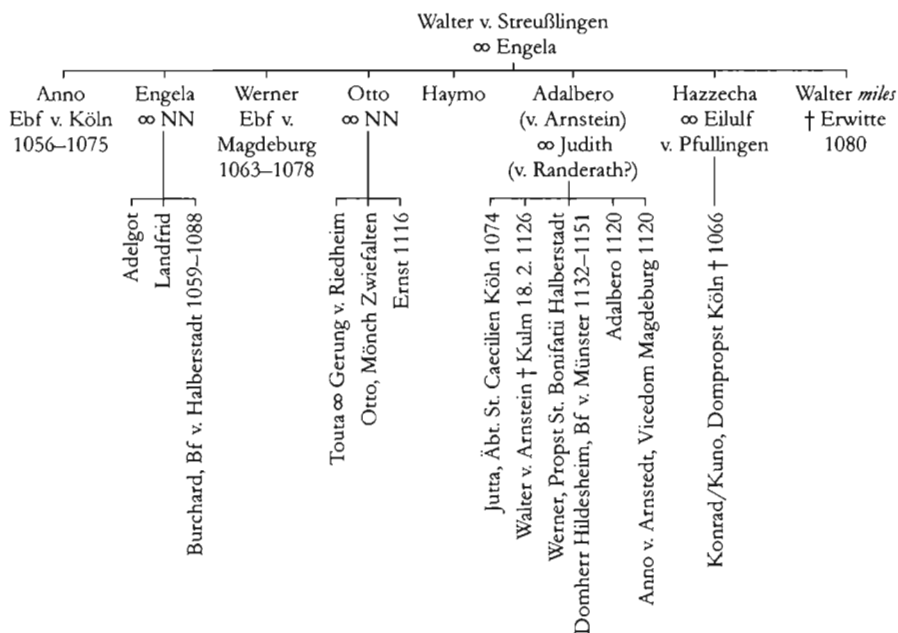 Walter v. Streußlingen
∞ Engela
Anno
Ebf v. Köln
1056–1075
Engela
∞ NN
Werner
Ebf v.
Magdeburg
1063–1078
Otto
∞ NN
Haymo
Adalbero
(v. Arnstein)
∞ Judith
(v. Randerath?)
Hazzecha
∞ Eilulf
v. Pfullingen
Walter miles
† Erwitte
1080
Adelgot
Landfrid
Burchard, Bf v. Halberstadt 1059–1088
Touta ∞ Gerung v. Riedheim
Otto, Mönch Zwiefalten
Ernst 1116
Jutta, Äbt. St. Caecilien Köln 1074
Walter v. Arnstein † Kulm 18. 2. 1126
Werner, Propst St. Bonifatii Halberstadt
Domherr Hildesheim, Bf v. Münster 1132–1151
Adalbero 1120
Anno v. Arnstedt, Vicedom Magdeburg 1120
Konrad/Kuno, Dompropst Köln † 1066